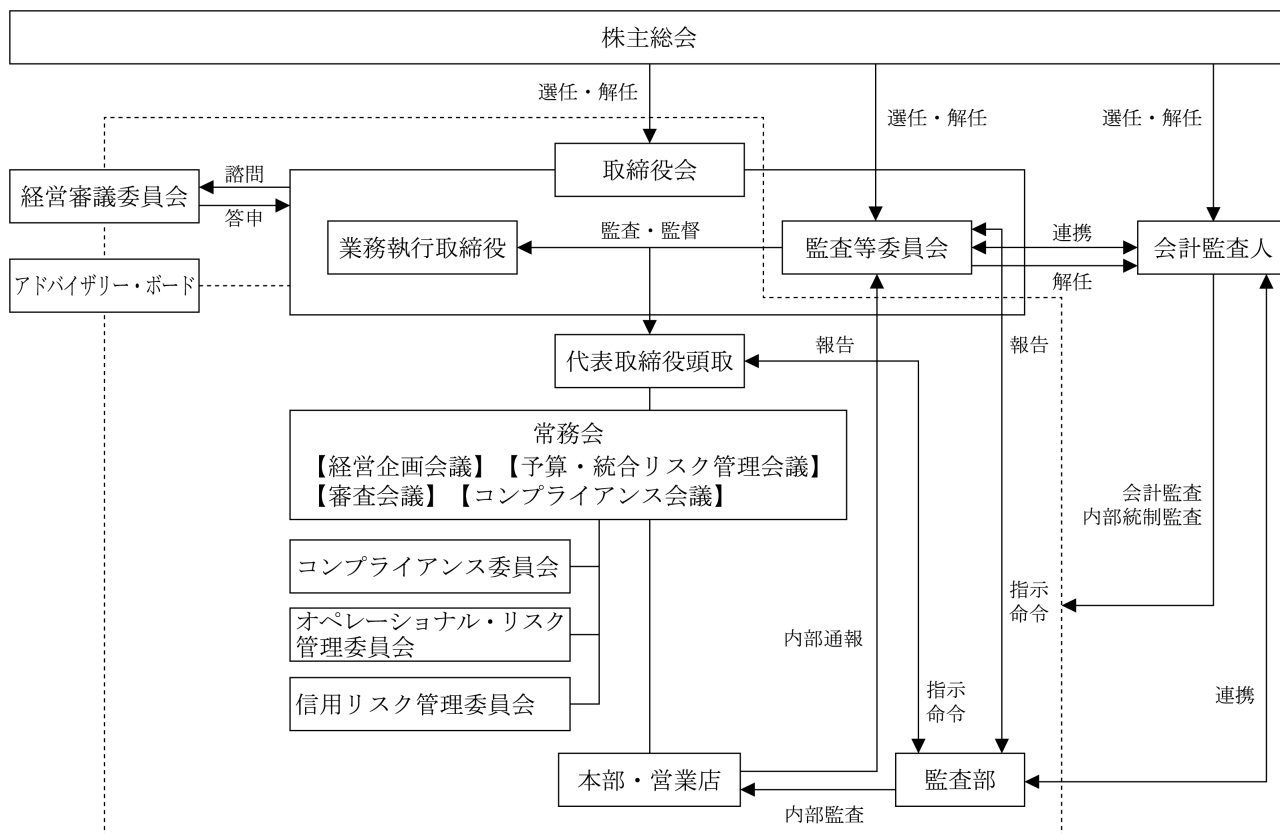 株主総会
選任・解任
選任・解任
選任・解任
取締役会
経営審議委員会
諮問
答申
業務執行取締役
監査・監督
監査等委員会
連携
解任
会計監査人
アドバイザリー・ボード
代表取締役頭取
報告
報告
常務会
【経営企画会議】【予算・統合リスク管理会議】
【審査会議】【コンプライアンス会議】
会計監査
内部統制監査
コンプライアンス委員会
オペレーショナル・リスク
管理委員会
指示
命令
内部通報
信用リスク管理委員会
指示
命令
連携
本部・営業店
監査部
内部監査